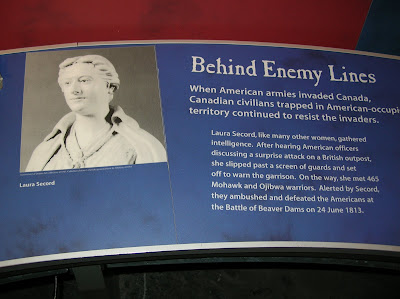 Behind Enemy Lines
When American armies invaded Canada,
Canadian civilians trapped in American-occupi
territory continued to resist the invaders.
Laura Secord, like many other women, gathered
intelligence. After hearing American officers
discussing a surprise attack on a British outpost,
she slipped past a screen of guards and set
off to warn the garrison. On the way, she met 465
Mohawk and Ojibwa warriors. Alerted by Secord,
they ambushed and defeated the Americans at
the Battle of Beaver Dams on 24 June 1813.
Laura Secord